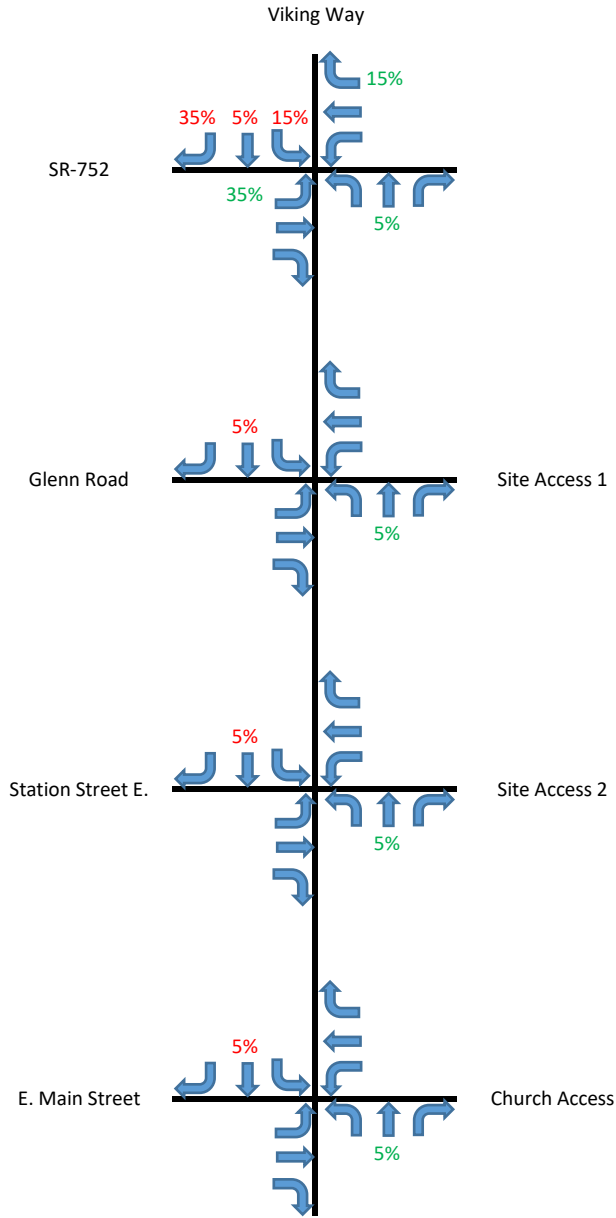 Viking Way
15%
35% 5% 15%
SR-752
35%
5%
5%
Glenn Road
Site Access 1
5%
5%
Station Street E.
Site Access 2
5%
5%
E. Main Street
Church Access
5%